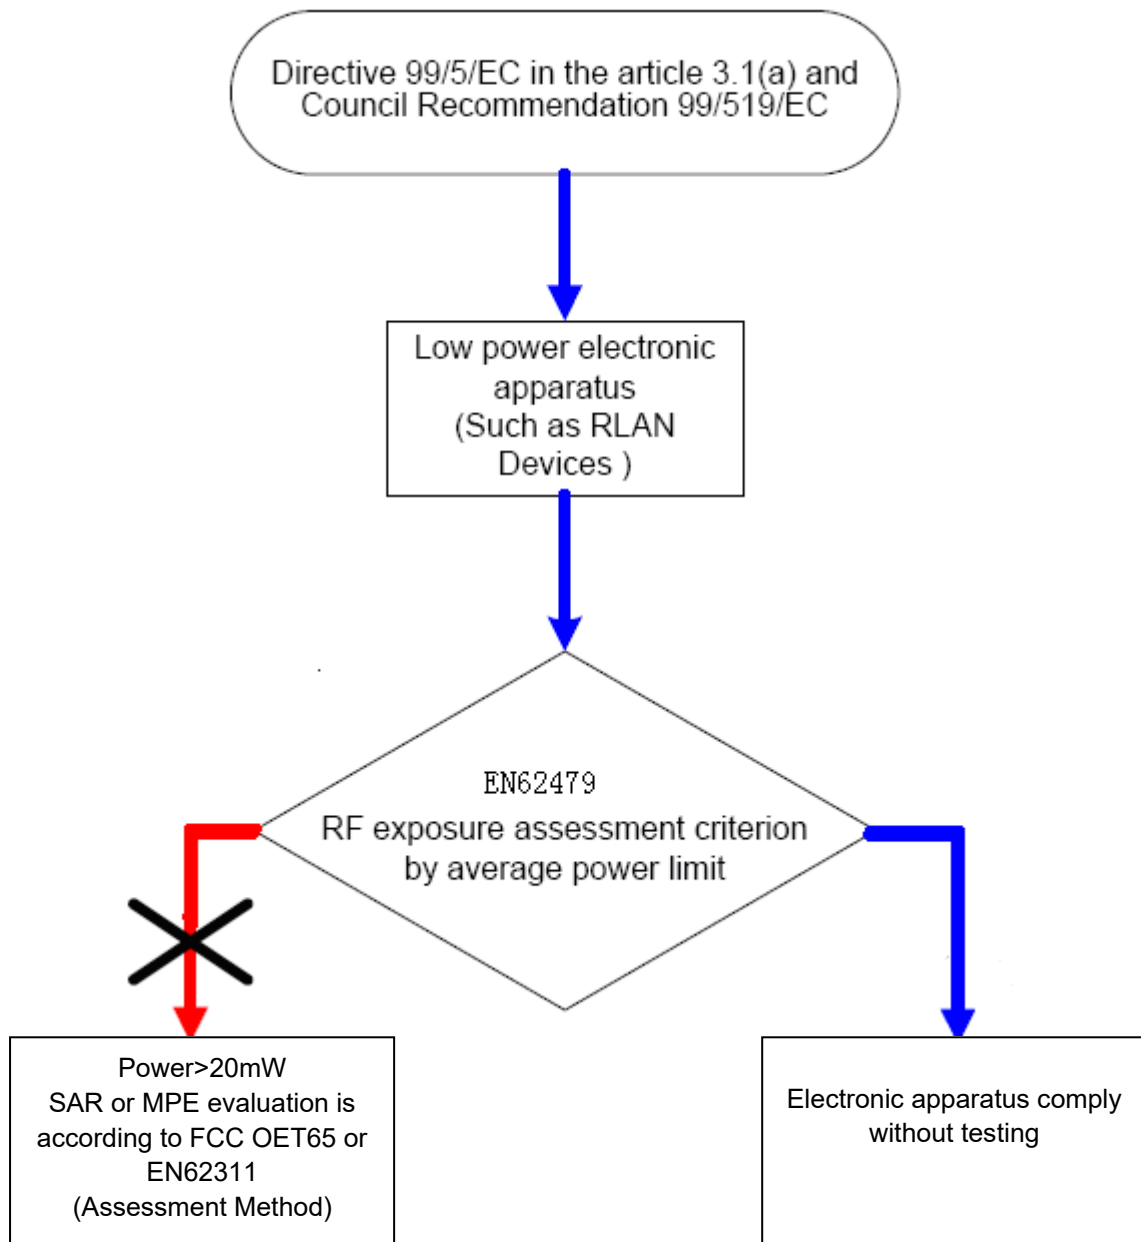 Directive 99/5/EC in the article 3.1(a) and
Council Recommendation 99/519/EC
Low power electronic
apparatus
(Such as RLAN
Devices )
EN62479
RF exposure assessment criterion
by average power limit
Power>20mW
SAR or MPE evaluation is
according to FCC OET65 or
EN62311
(Assessment Method)
Electronic apparatus comply
without testing